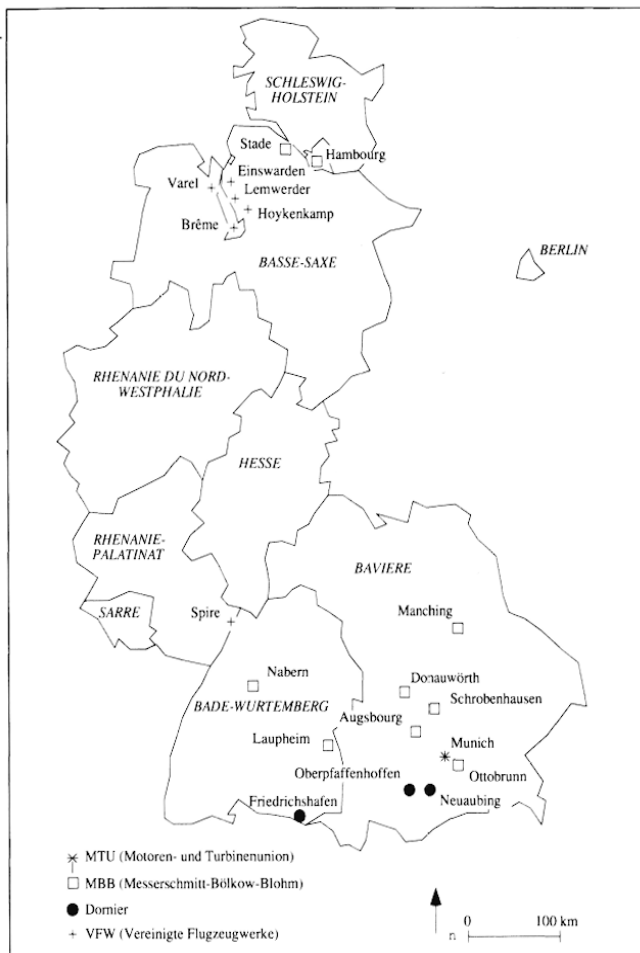 SCHLESWIG-
HOLSTEIN
Stade
Hambourg
Einswarden
Varel
Lemwerder
Hoykenkamp
Brême
BERLIN
BASSE-SAXE
RHENANIE DU NORD-
WESTPHALIE
HESSE
RHENANIE-
PALATINAT
BAVIERE
SARRE
Spire
Manching
Nabern
Donauwörth
Schrobenhausen
BADE-WURTEMBERG
Augsbourg
Laupheim
Munich
Ottobrunn
Oberpfaffenhoffen
Friedrichshafen
Neuaubing
MTU (Motoren- und Turbinenunion)
MBB (Messerschmitt-Bölkow-Blohm)
Dornier
VFW (Vereinigte Flugzeugwerke)
n
0 100 km